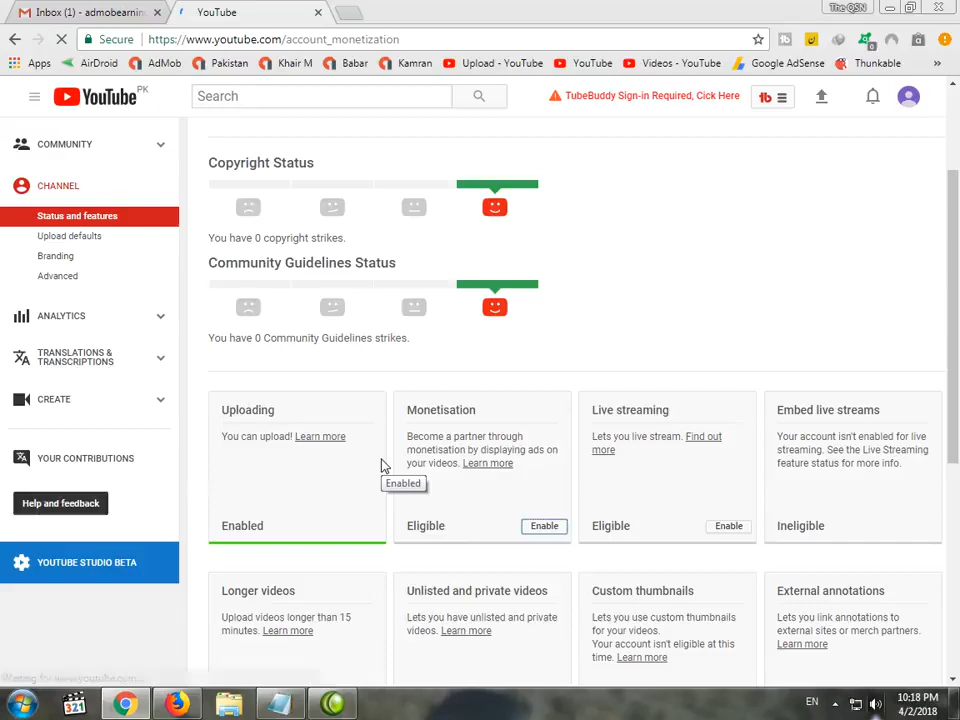 Inbox (1) - admobearnin
YouTube
The QSN
Secure
https://www.youtube.com/account_monetization
Apps
AirDroid
AdMob
Pakistan
Khair M
Babar
Kamran
Upload - YouTube
YouTube
Videos - YouTube
Google AdSense
Thunkable
»
YouTube PK
Search
TubeBuddy Sign-in Required, Click Here
tb
COMMUNITY
CHANNEL
Status and features
Upload defaults
Branding
Advanced
ANALYTICS
TRANSLATIONS &
TRANSCRIPTIONS
CREATE
YOUR CONTRIBUTIONS
Help and feedback
YOUTUBE STUDIO BETA
Copyright Status
You have 0 copyright strikes.
Community Guidelines Status
You have 0 Community Guidelines strikes.
Uploading
You can upload! Learn more
Enabled
Enabled
Monetisation
Become a partner through
monetisation by displaying ads on
your videos. Learn more
Eligible
Enable
Live streaming
Lets you live stream. Find out
more
Eligible
Enable
Embed live streams
Your account isn't enabled for live
streaming. See the Live Streaming
feature status for more info.
Ineligible
Longer videos
Upload videos longer than 15
minutes. Learn more
Unlisted and private videos
Lets you have unlisted and private
videos. Learn more
Custom thumbnails
Lets you use custom thumbnails
for your videos.
Your account isn't eligible at this
time. Learn more
External annotations
Lets you link annotations to
external sites or merch partners.
Learn more
321
EN
10:18 PM
4/2/2018